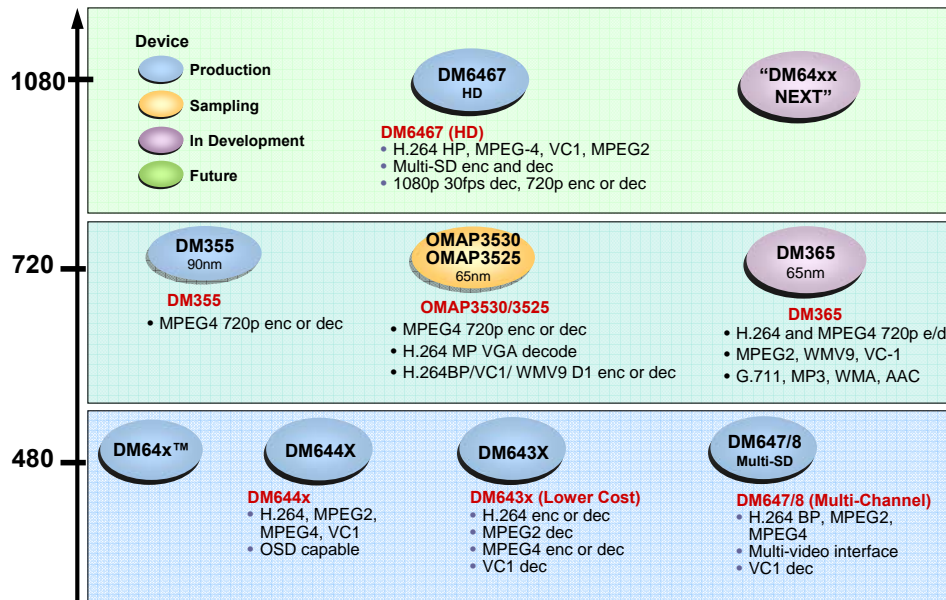 Device
Production
Sampling
In Development
Future
1080
DM6467
HD
“DM64xx
NEXT”
DM6467 (HD)
• H.264 HP, MPEG-4, VC1, MPEG2
• Multi-SD enc and dec
• 1080p 30fps dec, 720p enc or dec
720
DM355
90nm
OMAP3530
OMAP3525
65nm
DM365
65nm
DM355
• MPEG4 720p enc or dec
OMAP3530/3525
• MPEG4 720p enc or dec
• H.264 MP VGA decode
• H.264BP/VC1/ WMV9 D1 enc or dec
DM365
• H.264 and MPEG4 720p e/d
• MPEG2, WMV9, VC-1
• G.711, MP3, WMA, AAC
480
DM64x™
DM644X
DM643X
DM647/8
Multi-SD
DM644x
• H.264, MPEG2,
MPEG4, VC1
• OSD capable
DM643x (Lower Cost)
• H.264 enc or dec
• MPEG2 dec
• MPEG4 enc or dec
• VC1 dec
DM647/8 (Multi-Channel)
• H.264 BP, MPEG2,
MPEG4
• Multi-video interface
• VC1 dec